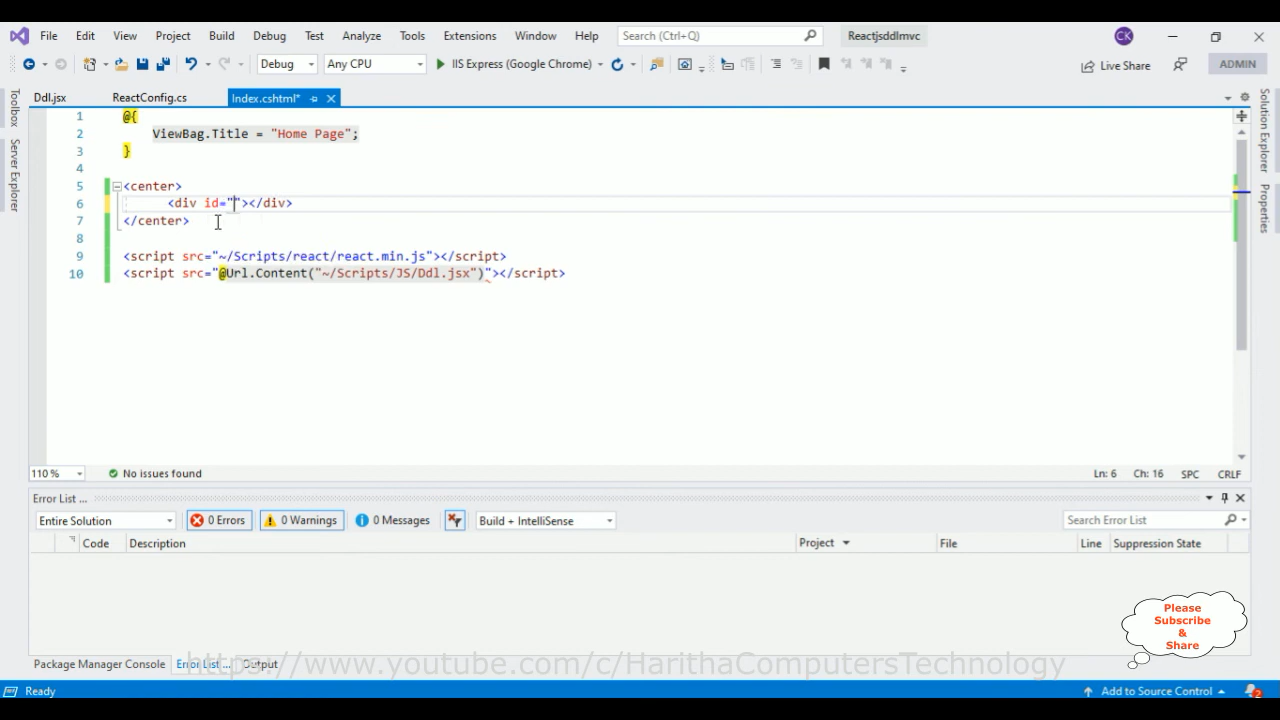 File Edit View Project Build Debug Test Analyze Tools Extensions Window Help Search (Ctrl+Q) Reactjsddlmvc CK
Debug Any CPU IIS Express (Google Chrome) Live Share ADMIN
Ddl.jsx ReactConfig.cs Index.cshtml*
Toolbox
Server Explorer
Solution Explorer
Properties
1 @{
2 ViewBag.Title = "Home Page";
3 }
4
5 <center>
6 <div id=""></div>
7 </center>
8
9 <script src="~/Scripts/react/react.min.js"></script>
10 <script src="@Url.Content("~/Scripts/JS/Ddl.jsx")"></script>
110 % No issues found Ln: 6 Ch: 16 SPC CRLF
Error List ...
Entire Solution 0 Errors 0 Warnings 0 Messages Build + IntelliSense Search Error List
Code Description Project File Line Suppression State
Please
Subscribe
&
Share
Package Manager Console Error List ... Output
https://www.youtube.com/c/HarithaComputersTechnology
Ready Add to Source Control 2